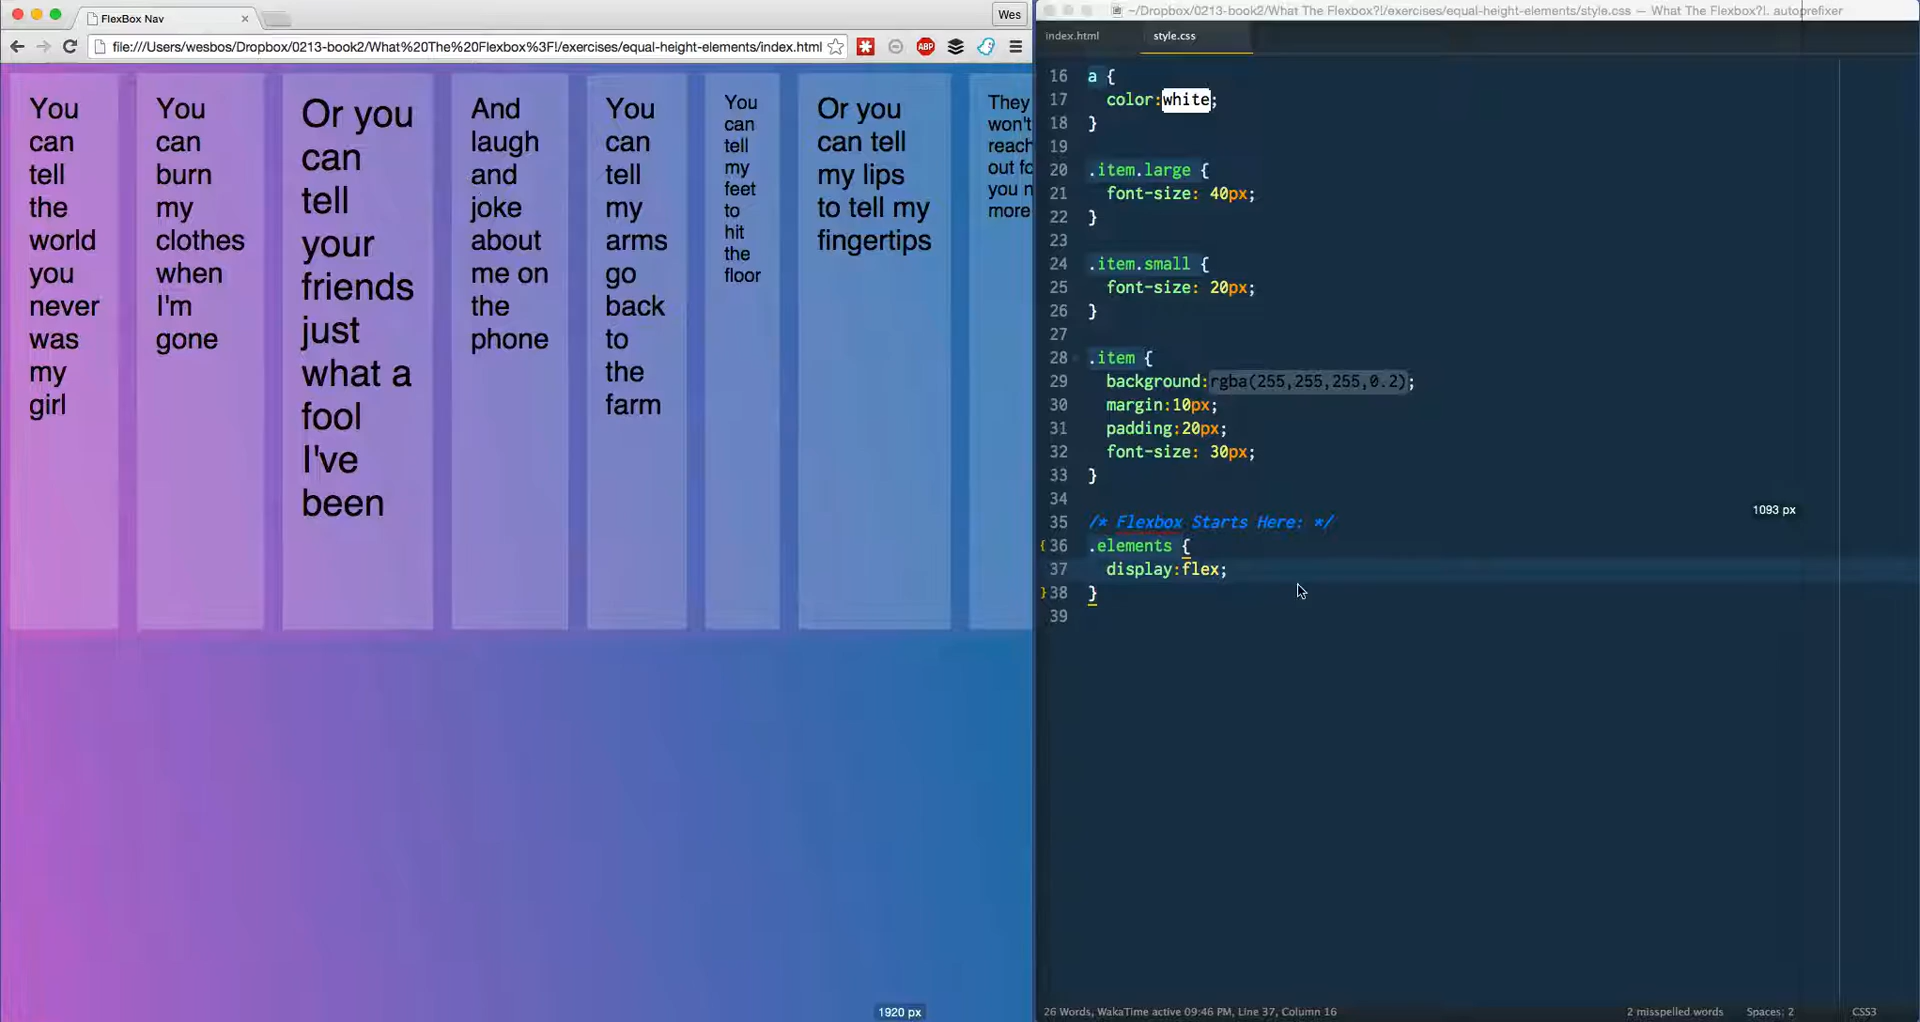 FlexBox Nav
Wes
file:///Users/wesbos/Dropbox/0213-book2/What%20The%20Flexbox%3F!/exercises/equal-height-elements/index.html
ABP
You
can
tell
the
world
you
never
was
my
girl
You
can
burn
my
clothes
when
I'm
gone
Or you
can
tell
your
friends
just
what a
fool
I've
been
And
laugh
and
joke
about
me on
the
phone
You
can
tell
my
arms
go
back
to
the
farm
You
can
tell
my
feet
to
hit
the
floor
Or you
can tell
my lips
to tell my
fingertips
They
won't
reach
out fo
you n
more
1920 px
~/Dropbox/0213-book2/What The Flexbox?!/exercises/equal-height-elements/style.css — What The Flexbox?!. autoprefixer
index.html
style.css
16 a {
17 color:white;
18 }
19
20 .item.large {
21 font-size: 40px;
22 }
23
24 .item.small {
25 font-size: 20px;
26 }
27
28 .item {
29 background:rgba(255,255,255,0.2);
30 margin:10px;
31 padding:20px;
32 font-size: 30px;
33 }
34
35 /* Flexbox Starts Here: */
{ 36 .elements {
37 display:flex;
} 38 }
39
1093 px
26 Words, WakaTime active 09:46 PM, Line 37, Column 16
2 misspelled words
Spaces: 2
CSS3